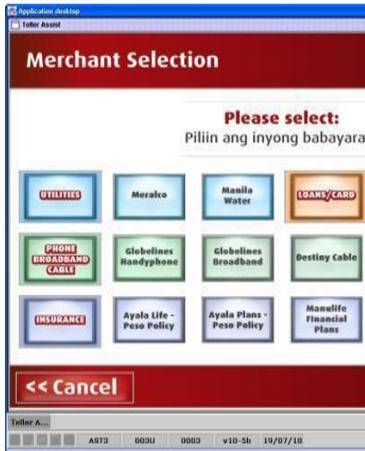 Application desktop
Teller Assist
Merchant Selection
Please select:
Piliin ang inyong babayara
UTILITIES
Meralco
Manila
Water
LOANS/CARD
PHONE
BROADBAND
CABLE
Globelines
Handyphone
Globelines
Broadband
Destiny Cable
INSURANCE
Ayala Life -
Peso Policy
Ayala Plans -
Peso Policy
Manulife
Financial
Plans
<< Cancel
Teller A...
AST3 003U 0003 v10-5b 19/07/10